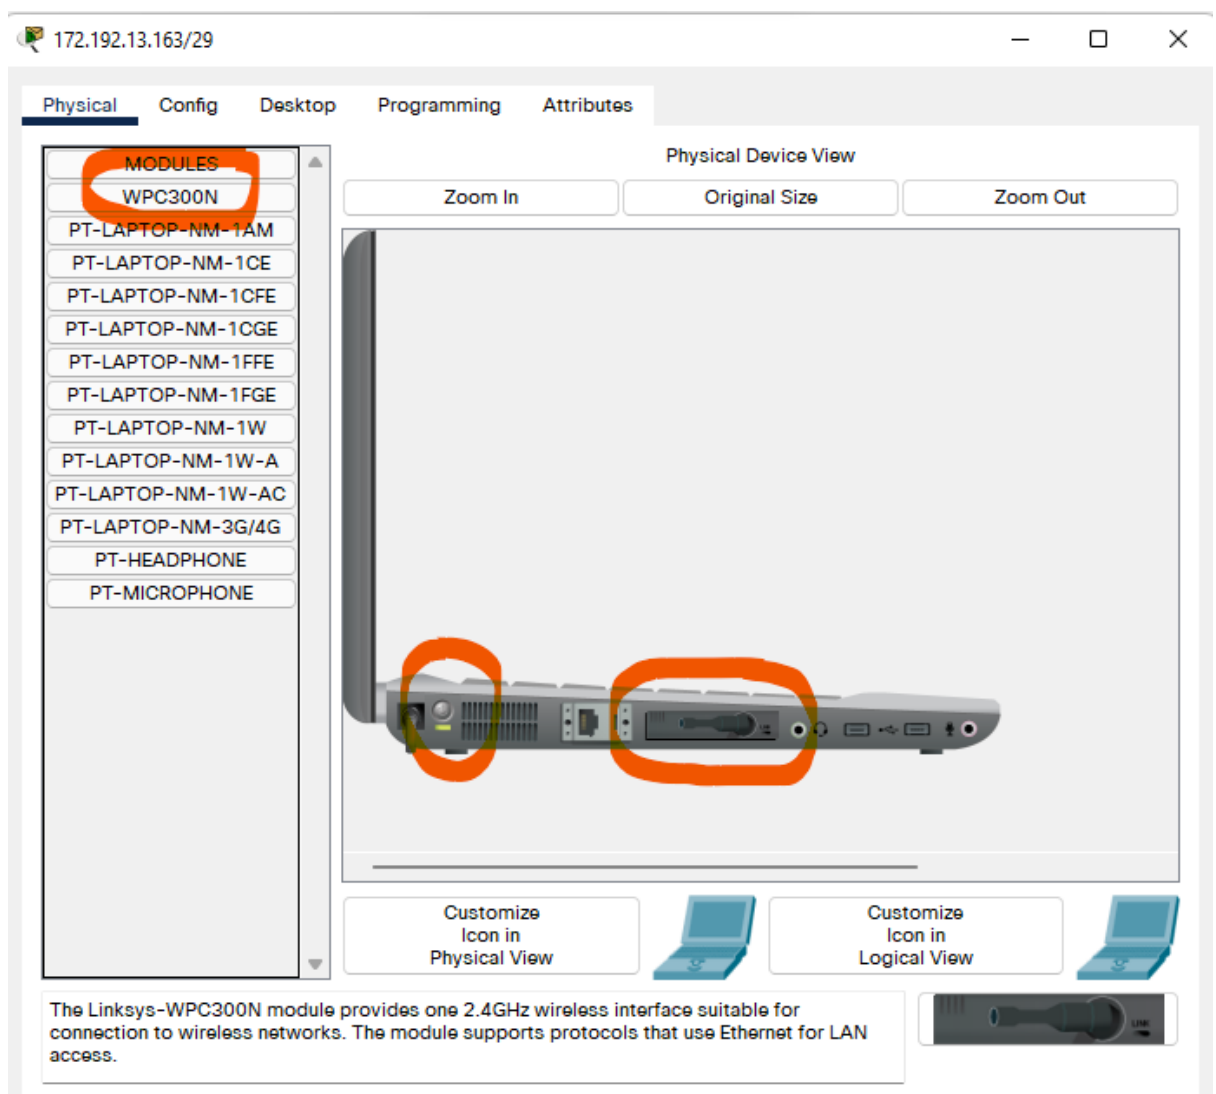 172.192.13.163/29
Physical Config Desktop Programming Attributes
MODULES
WPC300N
PT-LAPTOP-NM-1AM
PT-LAPTOP-NM-1CE
PT-LAPTOP-NM-1CFE
PT-LAPTOP-NM-1CGE
PT-LAPTOP-NM-1FFE
PT-LAPTOP-NM-1FGE
PT-LAPTOP-NM-1W
PT-LAPTOP-NM-1W-A
PT-LAPTOP-NM-1W-AC
PT-LAPTOP-NM-3G/4G
PT-HEADPHONE
PT-MICROPHONE
Physical Device View
Zoom In Original Size Zoom Out
Customize
Icon in
Physical View
Customize
Icon in
Logical View
The Linksys-WPC300N module provides one 2.4GHz wireless interface suitable for
connection to wireless networks. The module supports protocols that use Ethernet for LAN
access.
LINK